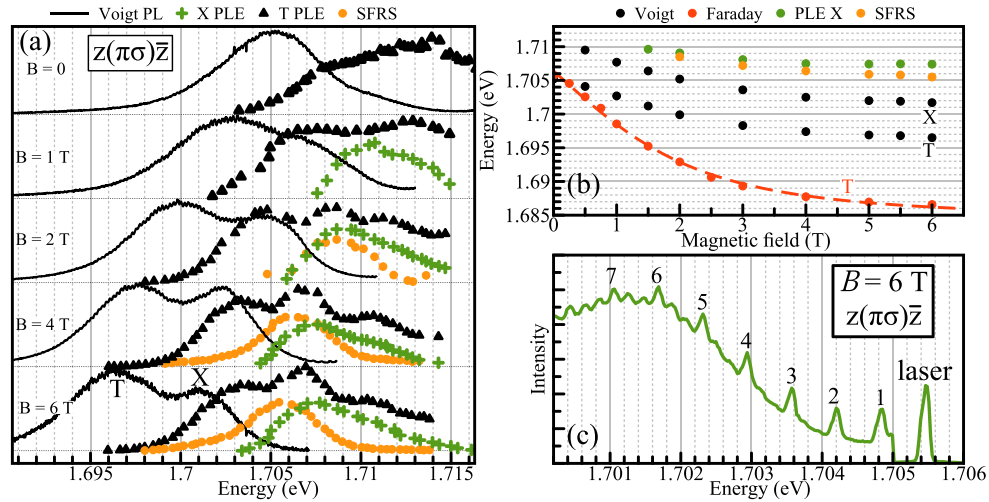 Voigt PL X PLE T PLE SFRS
(a)
z(πσ)z̄
B = 0
B = 1 T
B = 2 T
B = 4 T
B = 6 T
T X
1.695 1.7 1.705 1.71 1.715
Energy (eV)
Voigt Faraday PLE X SFRS
Energy (eV)
1.71
1.705
1.7
1.695
1.69
1.685
X
T
T
(b)
0 1 2 3 4 5 6
Magnetic field (T)
Intensity
B = 6 T
z(πσ)z̄
7 6 5 4 3 2 1 laser
(c)
1.701 1.702 1.703 1.704 1.705 1.706
Energy (eV)